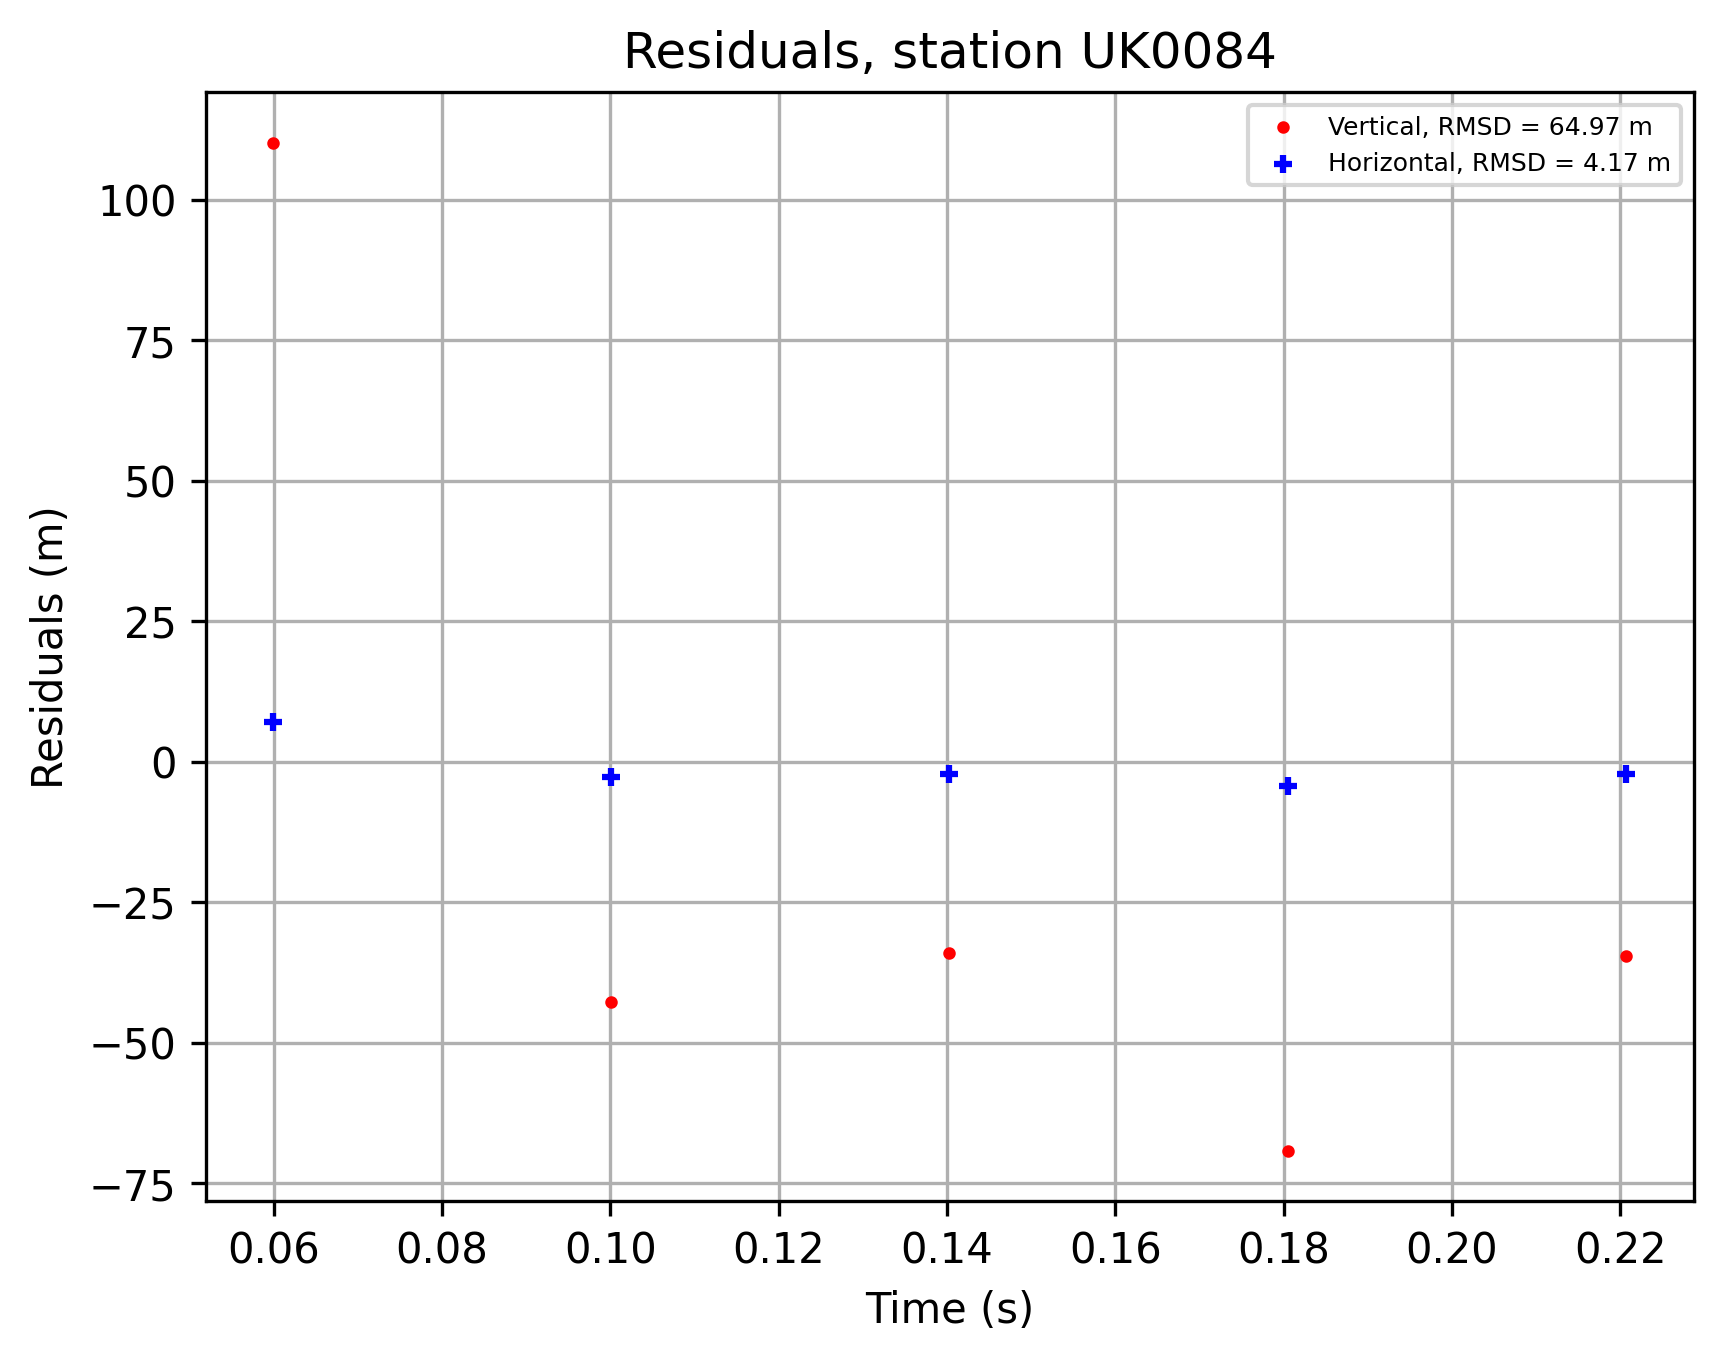 Residuals, station UK0084
Vertical, RMSD = 64.97 m
Horizontal, RMSD = 4.17 m
Residuals (m)
100
75
50
25
0
−25
−50
−75
0.06 0.08 0.10 0.12 0.14 0.16 0.18 0.20 0.22
Time (s)